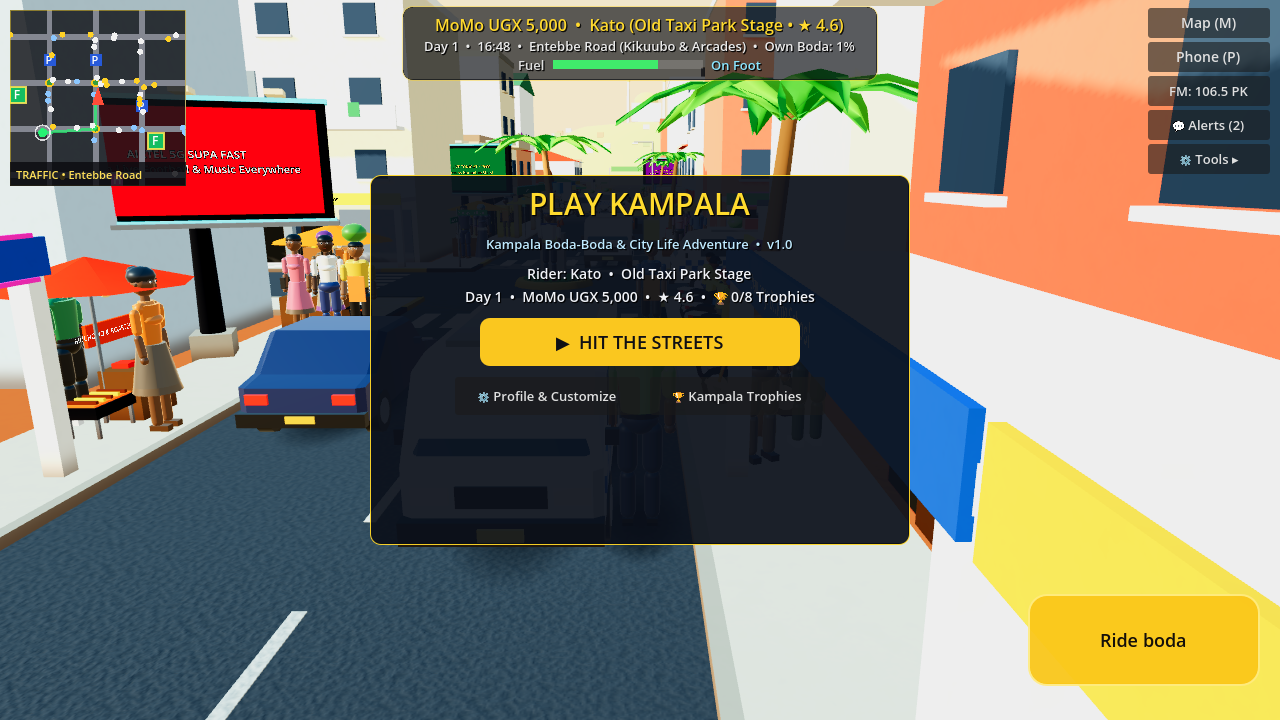 MoMo UGX 5,000 • Kato (Old Taxi Park Stage • ★ 4.6)
Day 1 • 16:48 • Entebbe Road (Kikuubo & Arcades) • Own Boda: 1%
Fuel On Foot
Map (M)
Phone (P)
FM: 106.5 PK
💬 Alerts (2)
⚙️ Tools ▸
P P
F
F
TRAFFIC • Entebbe Road
SUPA FAST
& Music Everywhere
PLAY KAMPALA
Kampala Boda-Boda & City Life Adventure • v1.0
Rider: Kato • Old Taxi Park Stage
Day 1 • MoMo UGX 5,000 • ★ 4.6 • 🏆 0/8 Trophies
▶ HIT THE STREETS
⚙️ Profile & Customize 🏆 Kampala Trophies
Ride boda